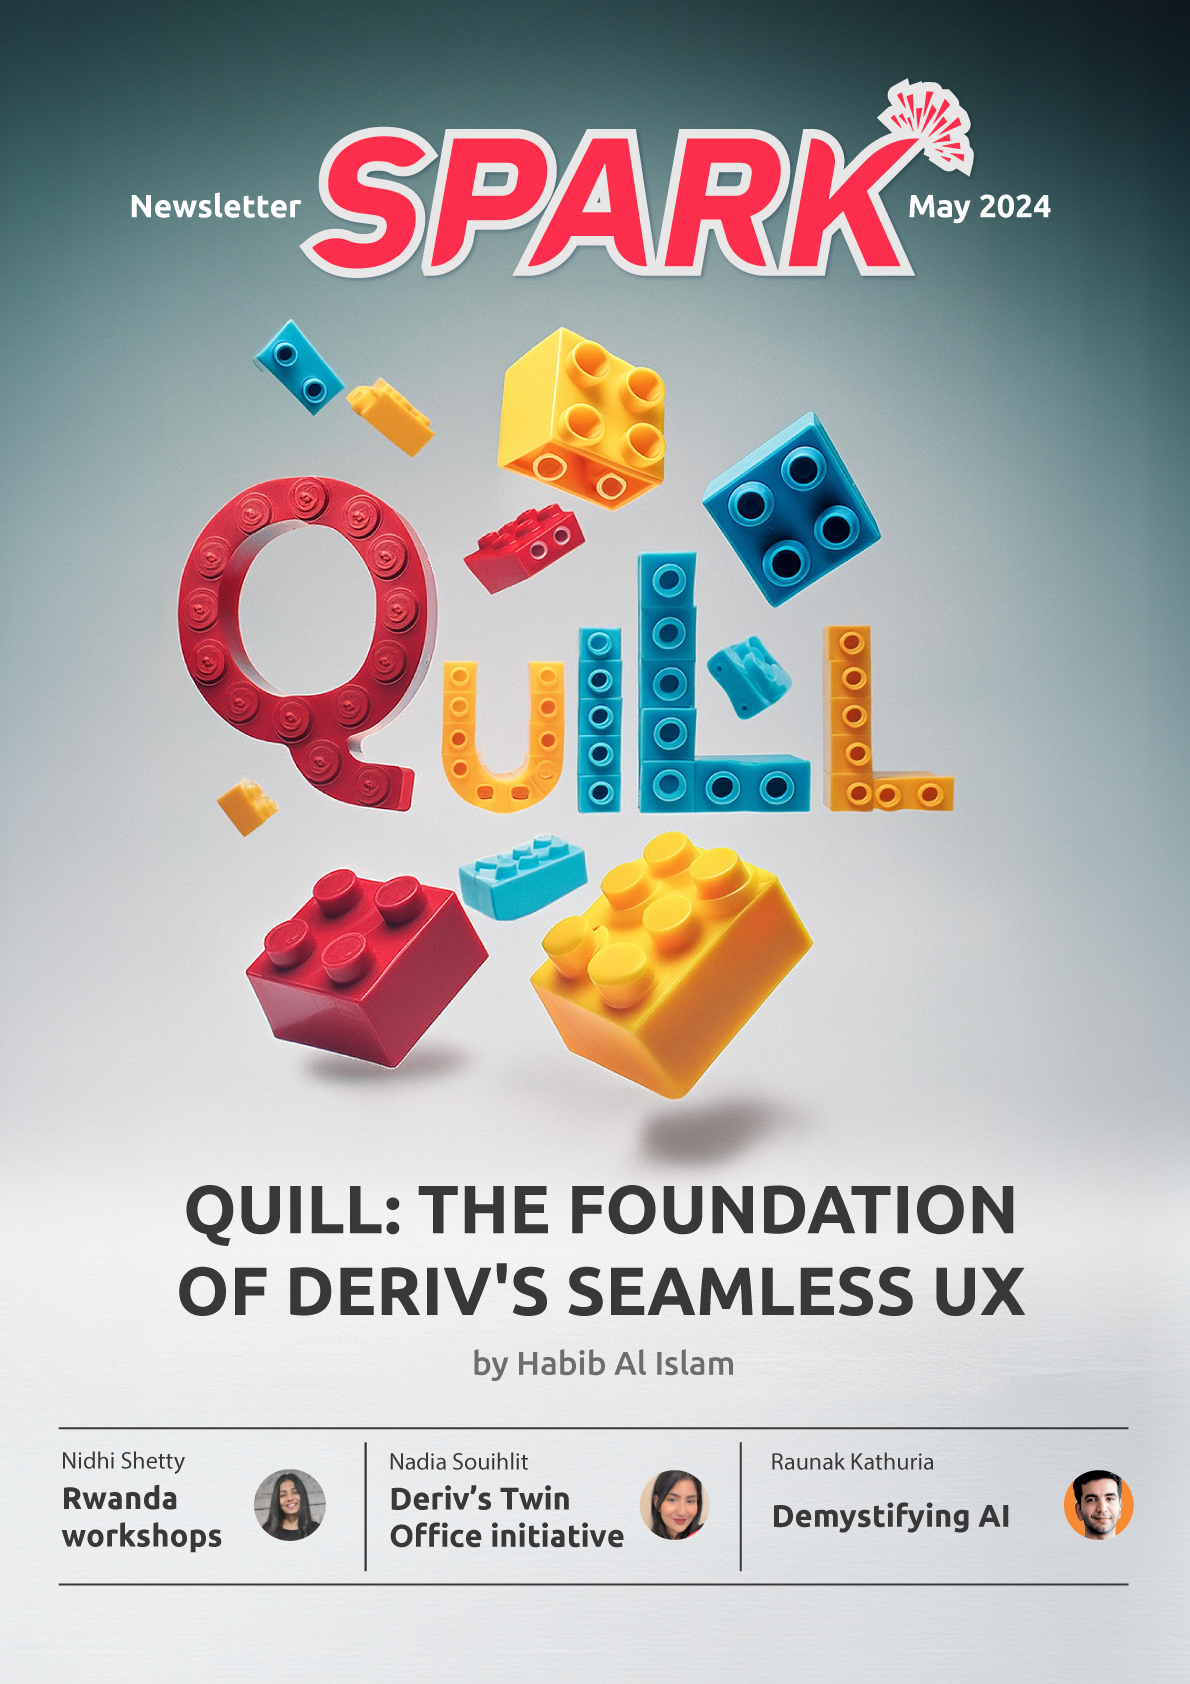 Newsletter SPARK May 2024
QUILL
QUILL: THE FOUNDATION
OF DERIV'S SEAMLESS UX
by Habib Al Islam
Nidhi Shetty
Rwanda
workshops
Nadia Souihlit
Deriv’s Twin
Office initiative
Raunak Kathuria
Demystifying AI